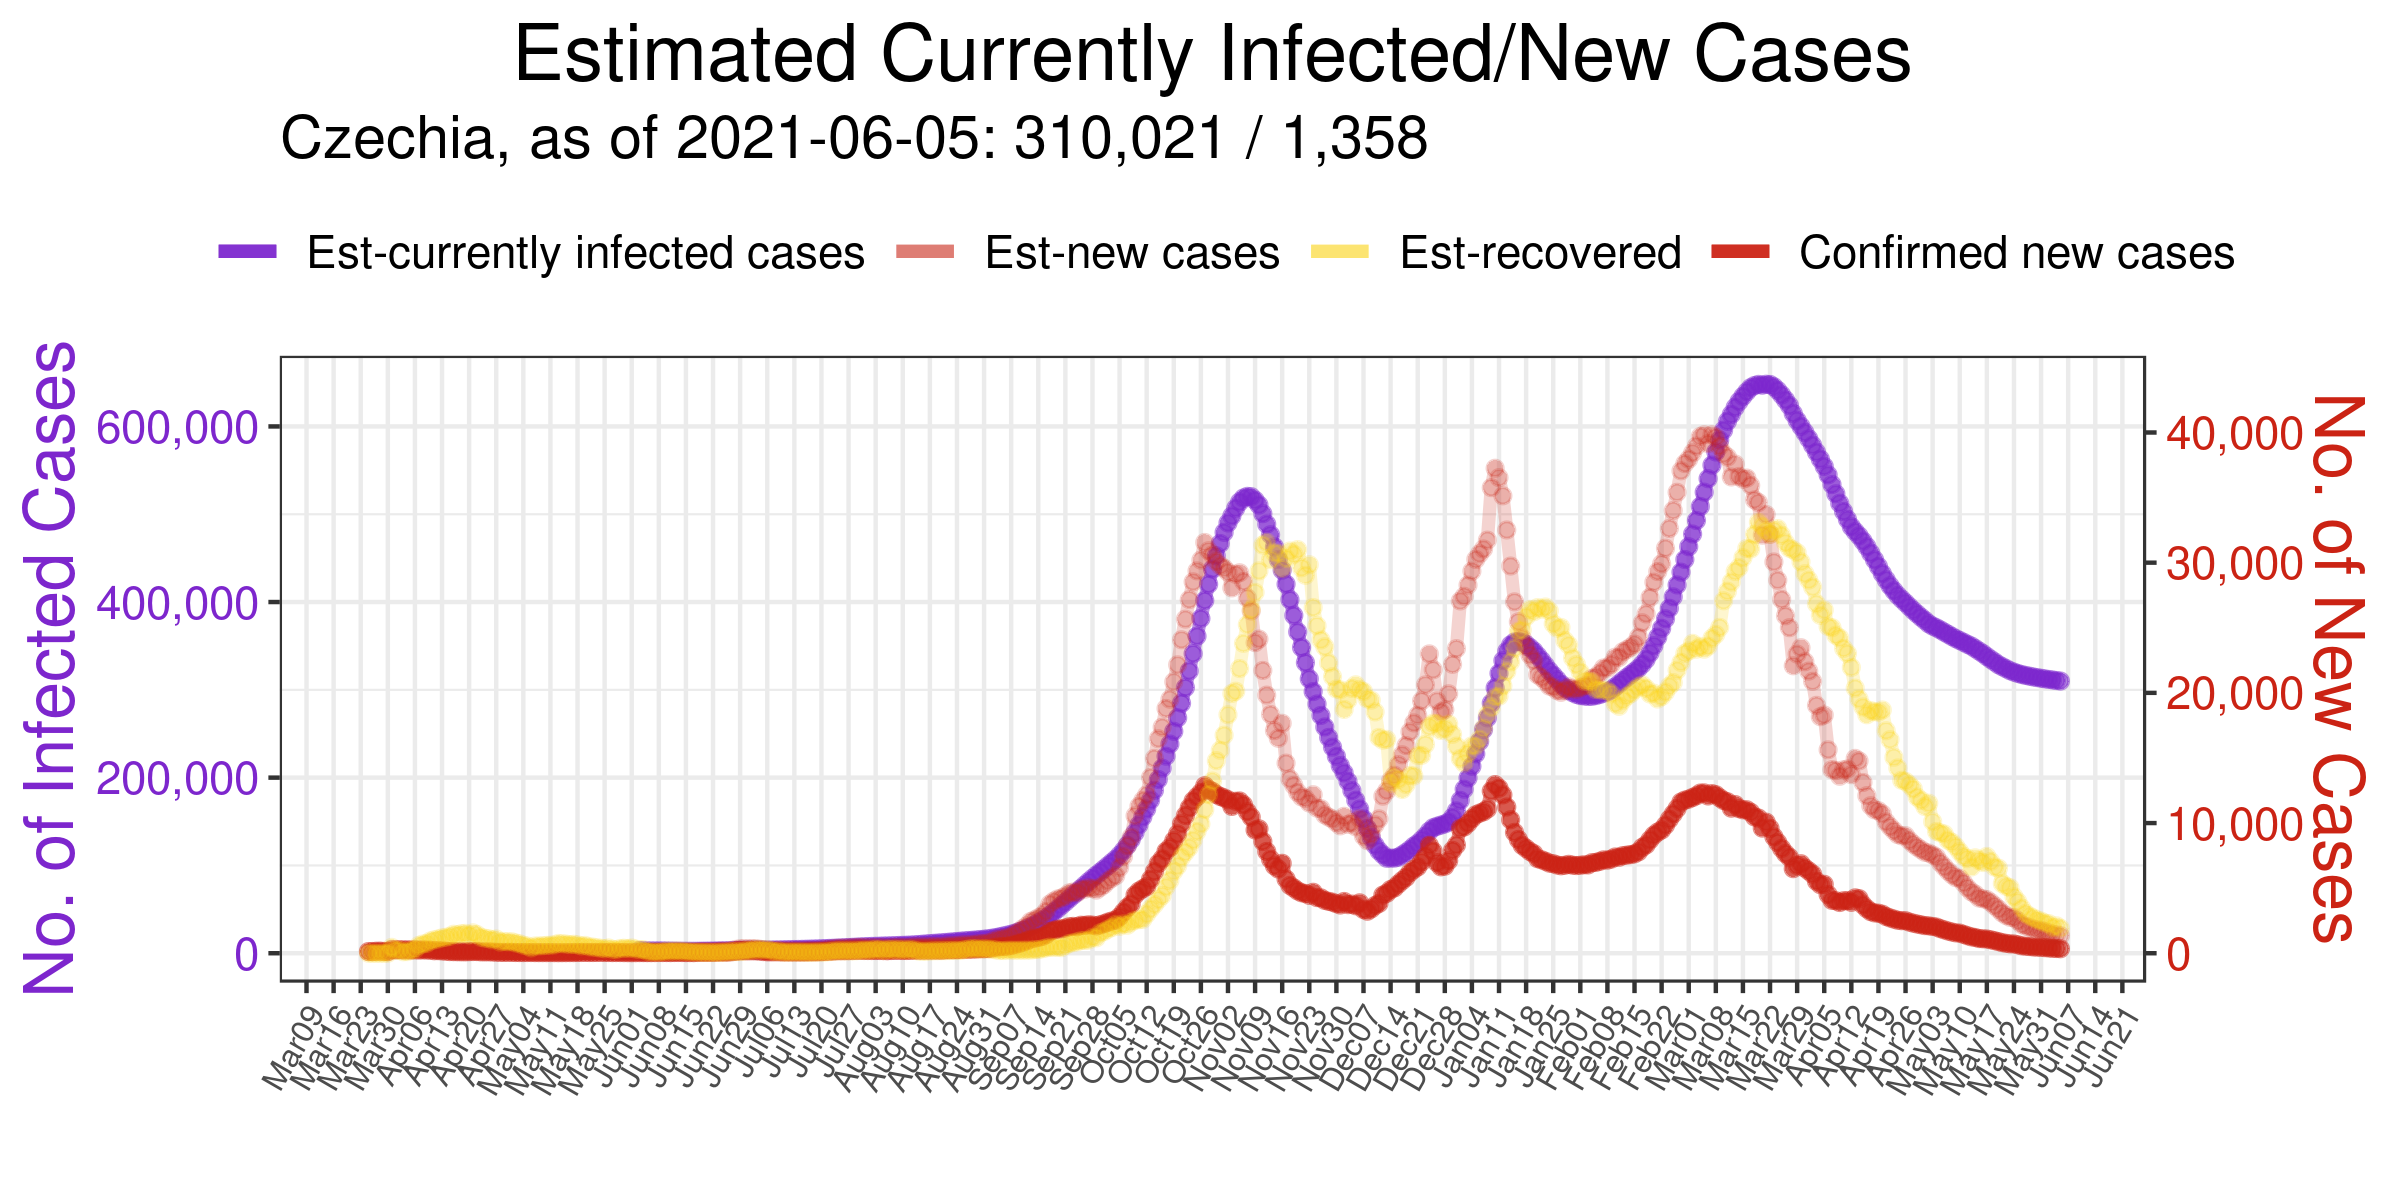 Estimated Currently Infected/New Cases
Czechia, as of 2021-06-05: 310,021 / 1,358
Est-currently infected cases Est-new cases Est-recovered Confirmed new cases
No. of Infected Cases
600,000
400,000
200,000
0
40,000
30,000
20,000
10,000
0
No. of New Cases
Mar09 Mar16 Mar23 Mar30 Apr06 Apr13 Apr20 Apr27 May04 May11 May18 May25 Jun01 Jun08 Jun15 Jun22 Jun29 Jul06 Jul13 Jul20 Jul27 Aug03 Aug10 Aug17 Aug24 Aug31 Sep07 Sep14 Sep21 Sep28 Oct05 Oct12 Oct19 Oct26 Nov02 Nov09 Nov16 Nov23 Nov30 Dec07 Dec14 Dec21 Dec28 Jan04 Jan11 Jan18 Jan25 Feb01 Feb08 Feb15 Feb22 Mar01 Mar08 Mar15 Mar22 Mar29 Apr05 Apr12 Apr19 Apr26 May03 May10 May17 May24 May31 Jun07 Jun14 Jun21